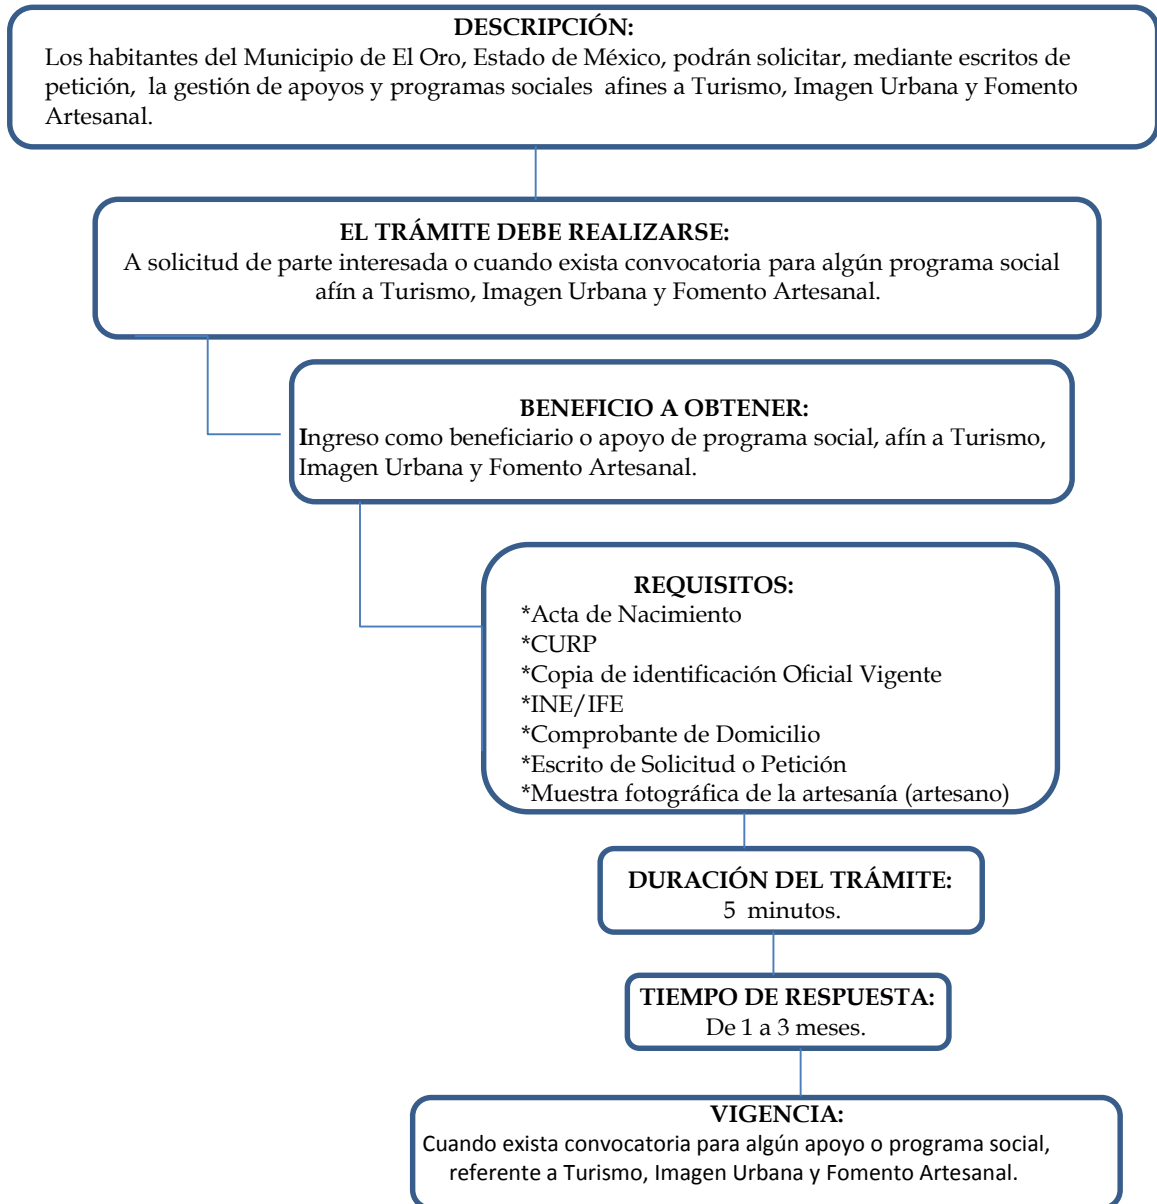 DESCRIPCIÓN:
Los habitantes del Municipio de El Oro, Estado de México, podrán solicitar, mediante escritos de
petición, la gestión de apoyos y programas sociales afines a Turismo, Imagen Urbana y Fomento
Artesanal.
EL TRÁMITE DEBE REALIZARSE:
A solicitud de parte interesada o cuando exista convocatoria para algún programa social
afín a Turismo, Imagen Urbana y Fomento Artesanal.
BENEFICIO A OBTENER:
Ingreso como beneficiario o apoyo de programa social, afín a Turismo,
Imagen Urbana y Fomento Artesanal.
REQUISITOS:
*Acta de Nacimiento
*CURP
*Copia de identificación Oficial Vigente
*INE/IFE
*Comprobante de Domicilio
*Escrito de Solicitud o Petición
*Muestra fotográfica de la artesanía (artesano)
DURACIÓN DEL TRÁMITE:
5 minutos.
TIEMPO DE RESPUESTA:
De 1 a 3 meses.
VIGENCIA:
Cuando exista convocatoria para algún apoyo o programa social,
referente a Turismo, Imagen Urbana y Fomento Artesanal.